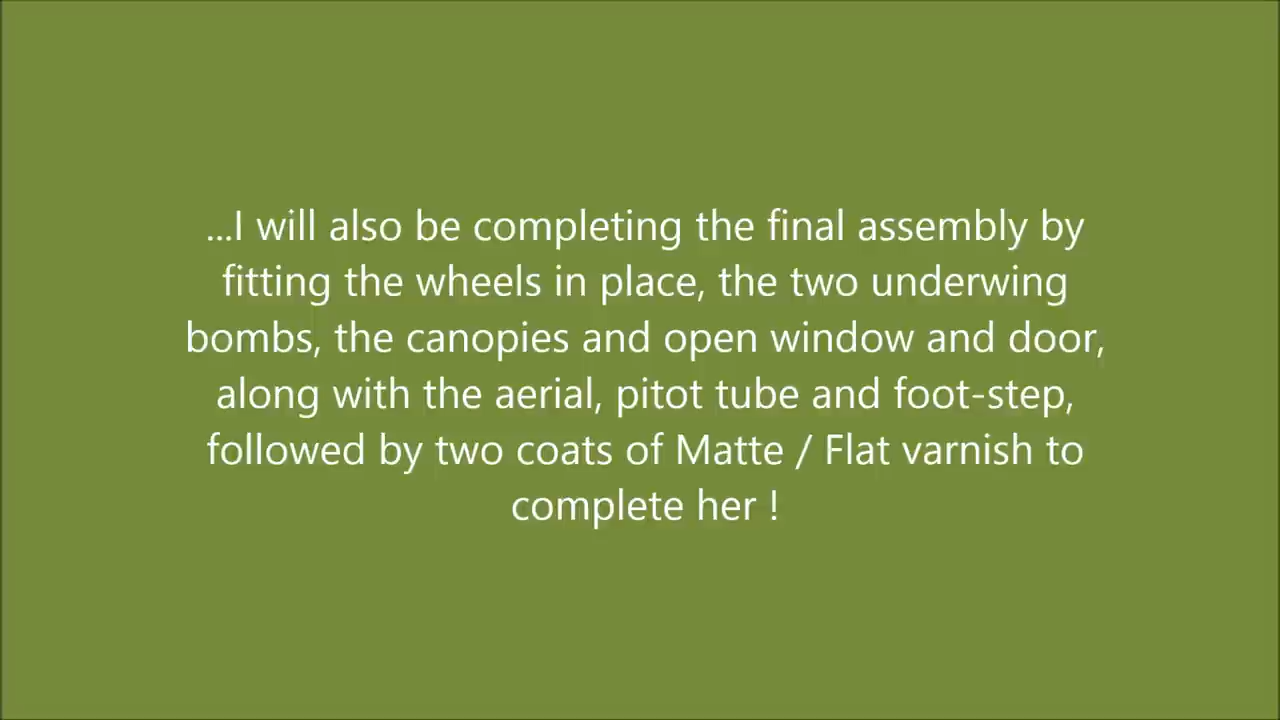 ...I will also be completing the final assembly by
fitting the wheels in place, the two underwing
bombs, the canopies and open window and door,
along with the aerial, pitot tube and foot-step,
followed by two coats of Matte / Flat varnish to
complete her !